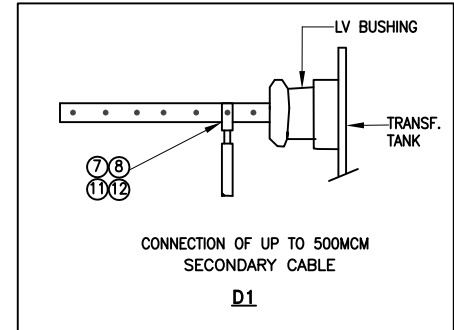 LV BUSHING
TRANSF.
TANK
7 8
11 12
CONNECTION OF UP TO 500MCM
SECONDARY CABLE
D1